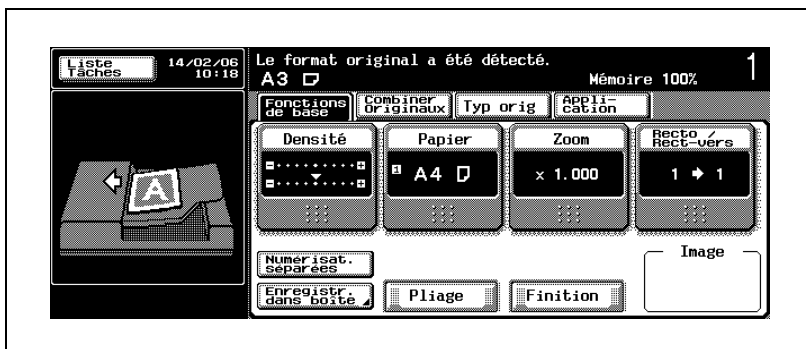 Liste
Tâches
14/02/06
10:18
Le format original a été détecté.
A3
Mémoire 100%
1
Fonctions
de base
Combiner
Originaux
Typ orig
Appli-
cation
Densité
Papier
Zoom
Recto /
Rect-vers
1 A4
× 1.000
1 → 1
A
Numérisat.
séparées
Image
Enregistr.
dans boîte
Pliage
Finition